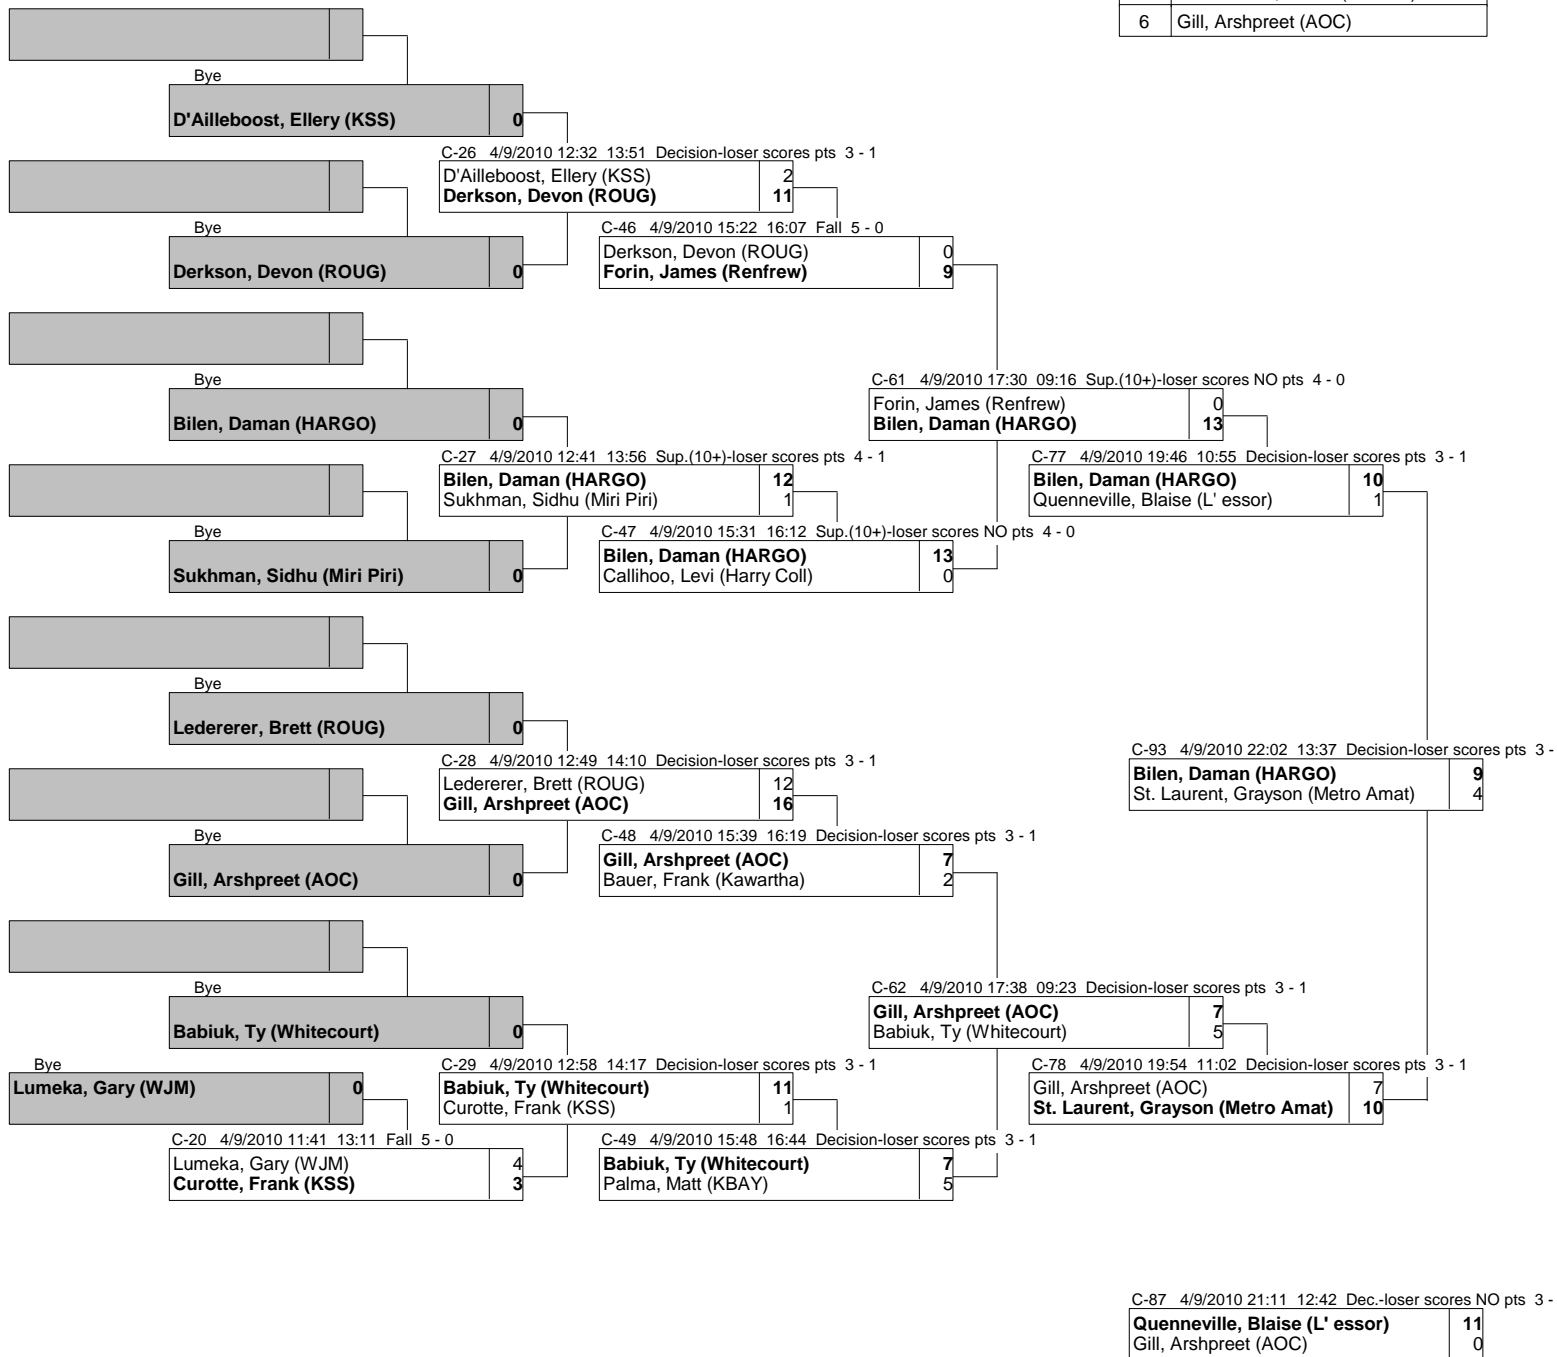 6 Gill, Arshpreet (AOC)
Bye
D'Ailleboost, Ellery (KSS) 0
C-26 4/9/2010 12:32 13:51 Decision-loser scores pts 3 - 1
D'Ailleboost, Ellery (KSS) 2
Derkson, Devon (ROUG) 11
Bye
Derkson, Devon (ROUG) 0
C-46 4/9/2010 15:22 16:07 Fall 5 - 0
Derkson, Devon (ROUG) 0
Forin, James (Renfrew) 9
Bye
Bilen, Daman (HARGO) 0
C-61 4/9/2010 17:30 09:16 Sup.(10+)-loser scores NO pts 4 - 0
Forin, James (Renfrew) 0
Bilen, Daman (HARGO) 13
C-27 4/9/2010 12:41 13:56 Sup.(10+)-loser scores pts 4 - 1
Bilen, Daman (HARGO) 12
Sukhman, Sidhu (Miri Piri) 1
C-77 4/9/2010 19:46 10:55 Decision-loser scores pts 3 - 1
Bilen, Daman (HARGO) 10
Quenneville, Blaise (L' essor) 1
Bye
Sukhman, Sidhu (Miri Piri) 0
C-47 4/9/2010 15:31 16:12 Sup.(10+)-loser scores NO pts 4 - 0
Bilen, Daman (HARGO) 13
Callihoo, Levi (Harry Coll) 0
Bye
Ledererer, Brett (ROUG) 0
C-28 4/9/2010 12:49 14:10 Decision-loser scores pts 3 - 1
Ledererer, Brett (ROUG) 12
Gill, Arshpreet (AOC) 16
C-93 4/9/2010 22:02 13:37 Decision-loser scores pts 3 -
Bilen, Daman (HARGO) 9
St. Laurent, Grayson (Metro Amat) 4
Bye
Gill, Arshpreet (AOC) 0
C-48 4/9/2010 15:39 16:19 Decision-loser scores pts 3 - 1
Gill, Arshpreet (AOC) 7
Bauer, Frank (Kawartha) 2
Bye
Babiuk, Ty (Whitecourt) 0
C-62 4/9/2010 17:38 09:23 Decision-loser scores pts 3 - 1
Gill, Arshpreet (AOC) 7
Babiuk, Ty (Whitecourt) 5
Bye
Lumeka, Gary (WJM) 0
C-29 4/9/2010 12:58 14:17 Decision-loser scores pts 3 - 1
Babiuk, Ty (Whitecourt) 11
Curotte, Frank (KSS) 1
C-78 4/9/2010 19:54 11:02 Decision-loser scores pts 3 - 1
Gill, Arshpreet (AOC) 7
St. Laurent, Grayson (Metro Amat) 10
C-20 4/9/2010 11:41 13:11 Fall 5 - 0
Lumeka, Gary (WJM) 4
Curotte, Frank (KSS) 3
C-49 4/9/2010 15:48 16:44 Decision-loser scores pts 3 - 1
Babiuk, Ty (Whitecourt) 7
Palma, Matt (KBAY) 5
C-87 4/9/2010 21:11 12:42 Dec.-loser scores NO pts 3 -
Quenneville, Blaise (L' essor) 11
Gill, Arshpreet (AOC) 0